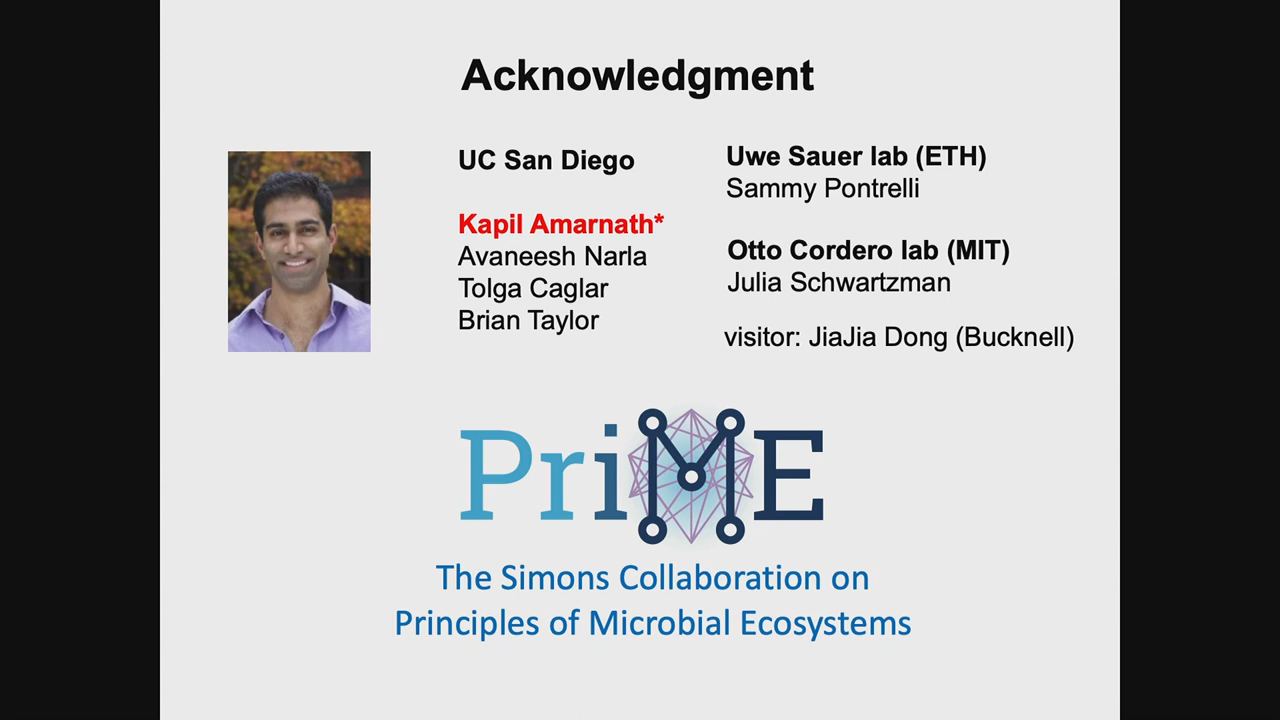 Acknowledgment
UC San Diego
Kapil Amarnath*
Avaneesh Narla
Tolga Caglar
Brian Taylor
Uwe Sauer lab (ETH)
Sammy Pontrelli
Otto Cordero lab (MIT)
Julia Schwartzman
visitor: JiaJia Dong (Bucknell)
PriME
The Simons Collaboration on
Principles of Microbial Ecosystems